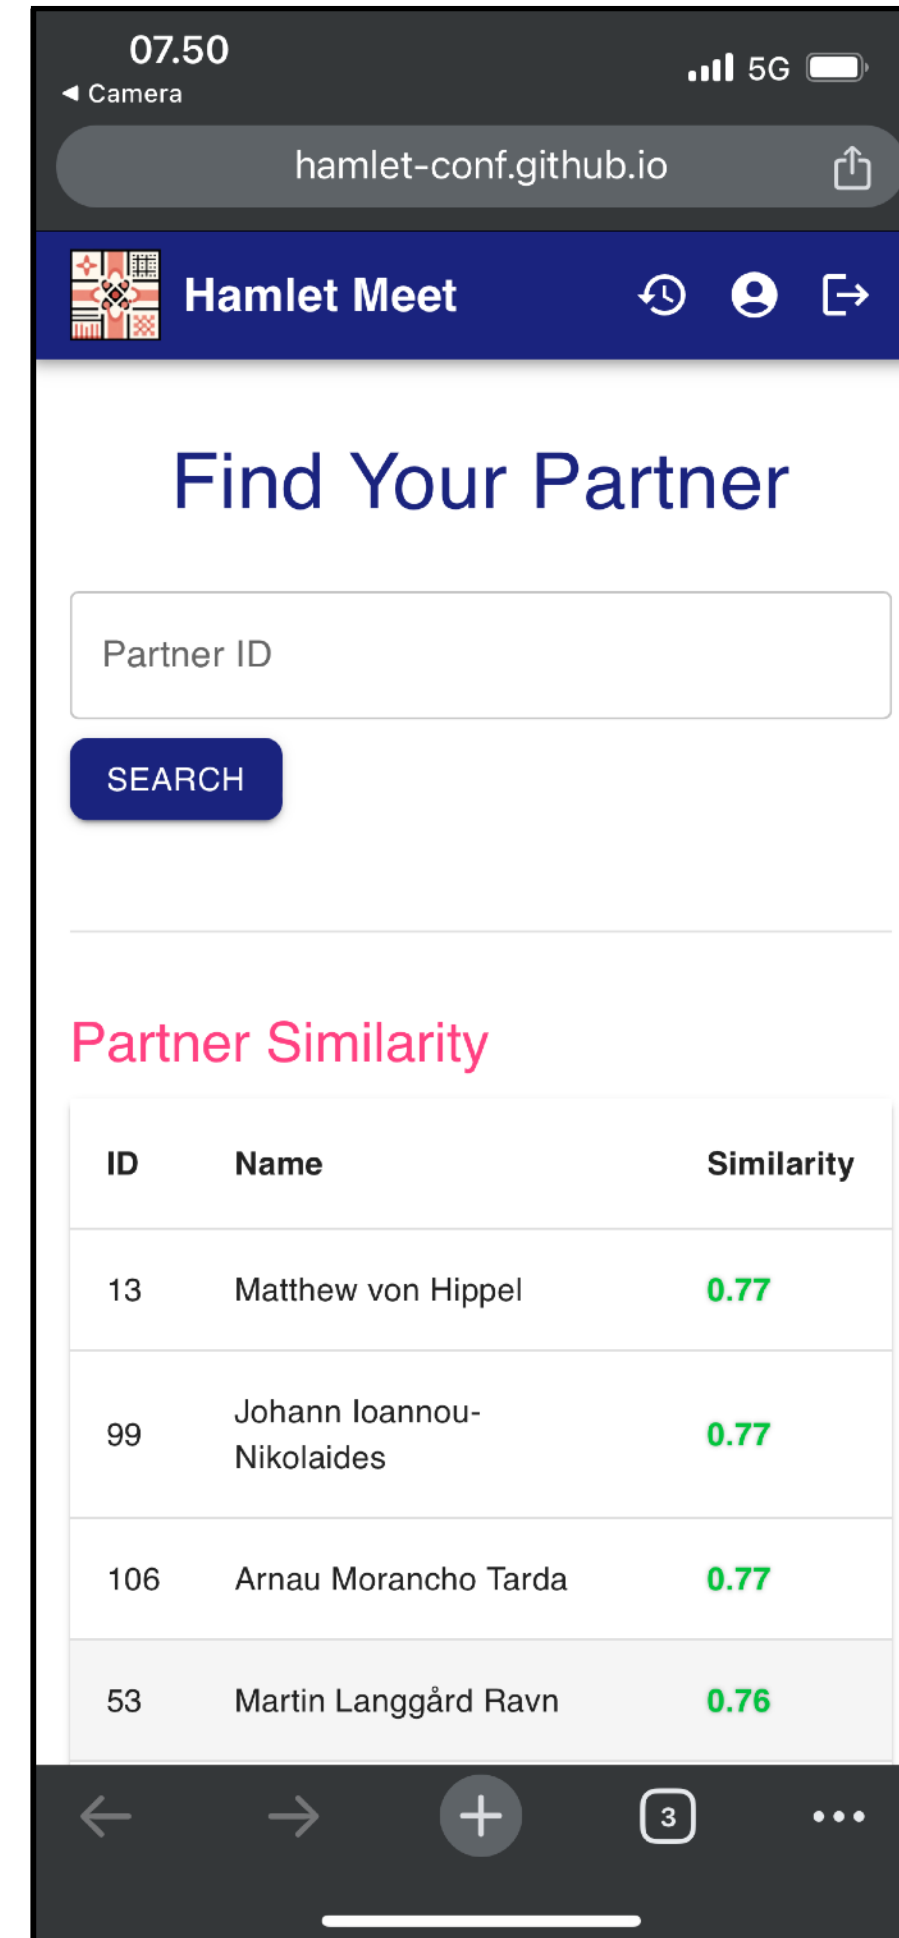 07.50
5G
◀ Camera
hamlet-conf.github.io
Hamlet Meet
Find Your Partner
Partner ID
SEARCH
Partner Similarity
ID Name Similarity
13 Matthew von Hippel 0.77
99 Johann Ioannou-
Nikolaides 0.77
106 Arnau Morancho Tarda 0.77
53 Martin Langgård Ravn 0.76
3